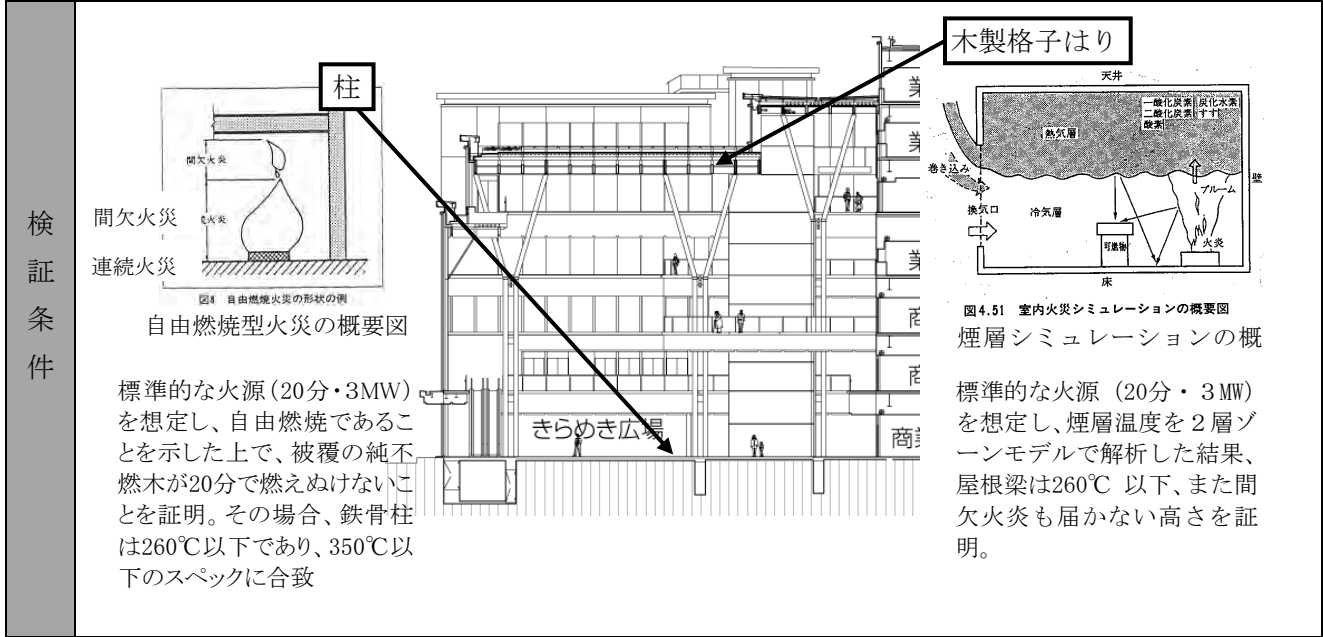 検証条件
柱
木製格子はり
間欠火炎
間欠火災
連続火災
図8 自由燃焼火災の形状の例
自由燃焼型火災の概要図
標準的な火源(20分・3MW)
を想定し、自由燃焼であるこ
とを示した上で、被覆の純不
燃木が20分で燃えぬけないこ
とを証明。その場合、鉄骨柱
は260℃以下であり、350℃以
下のスペックに合致
業
業
業
業
商
商
商業
きらめき広場
天井
一酸化炭素 炭化水素
二酸化炭素 すす
酸素
熱気層
巻き込み
壁
プルーム
換気口
冷気層
可燃物
火炎
床
図4.51 室内火災シミュレーションの概要図
煙層シミュレーションの概
標準的な火源 (20分・3MW)
を想定し、煙層温度を2層ゾ
ーンモデルで解析した結果、
屋根梁は260℃ 以下、また間
欠火炎も届かない高さを証
明。